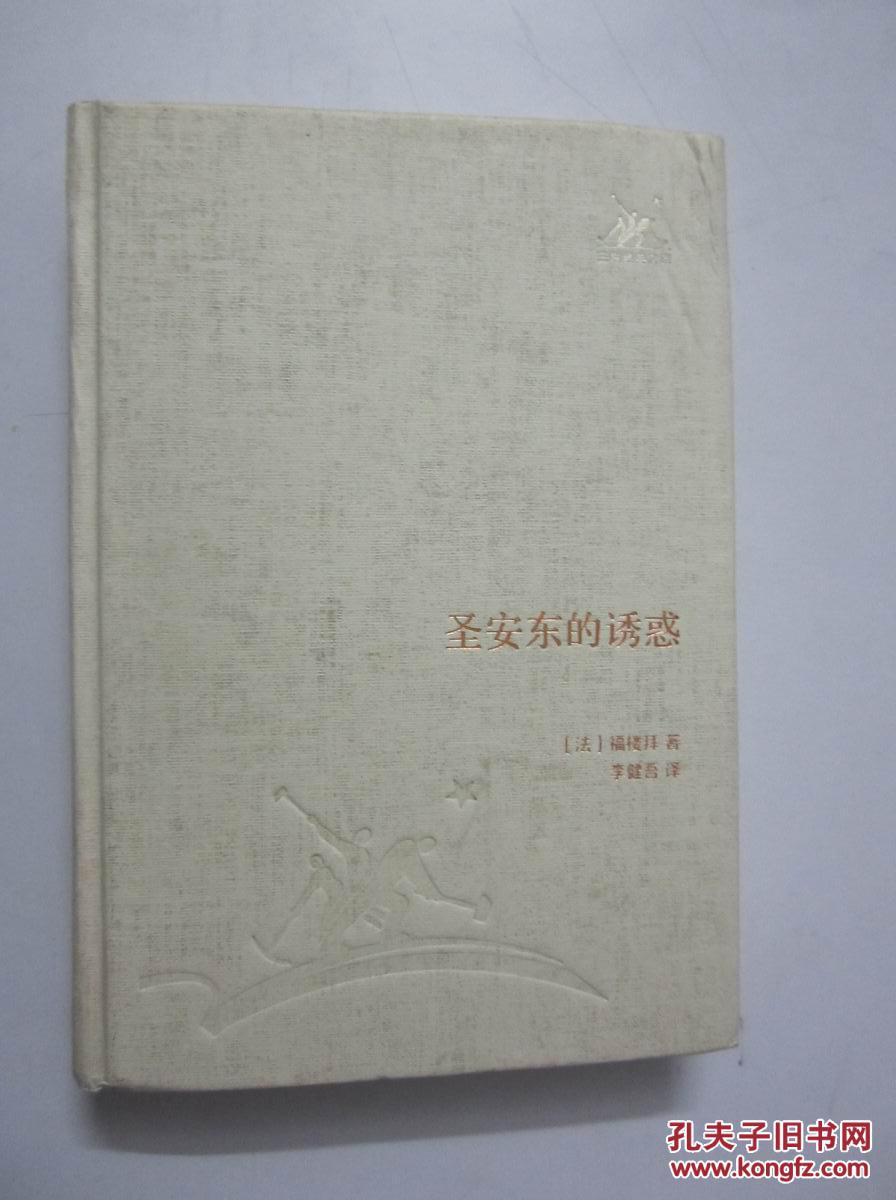 圣安东的诱惑
［法］福楼拜 著
李健吾 译
孔夫子旧书网
www.kongfz.com